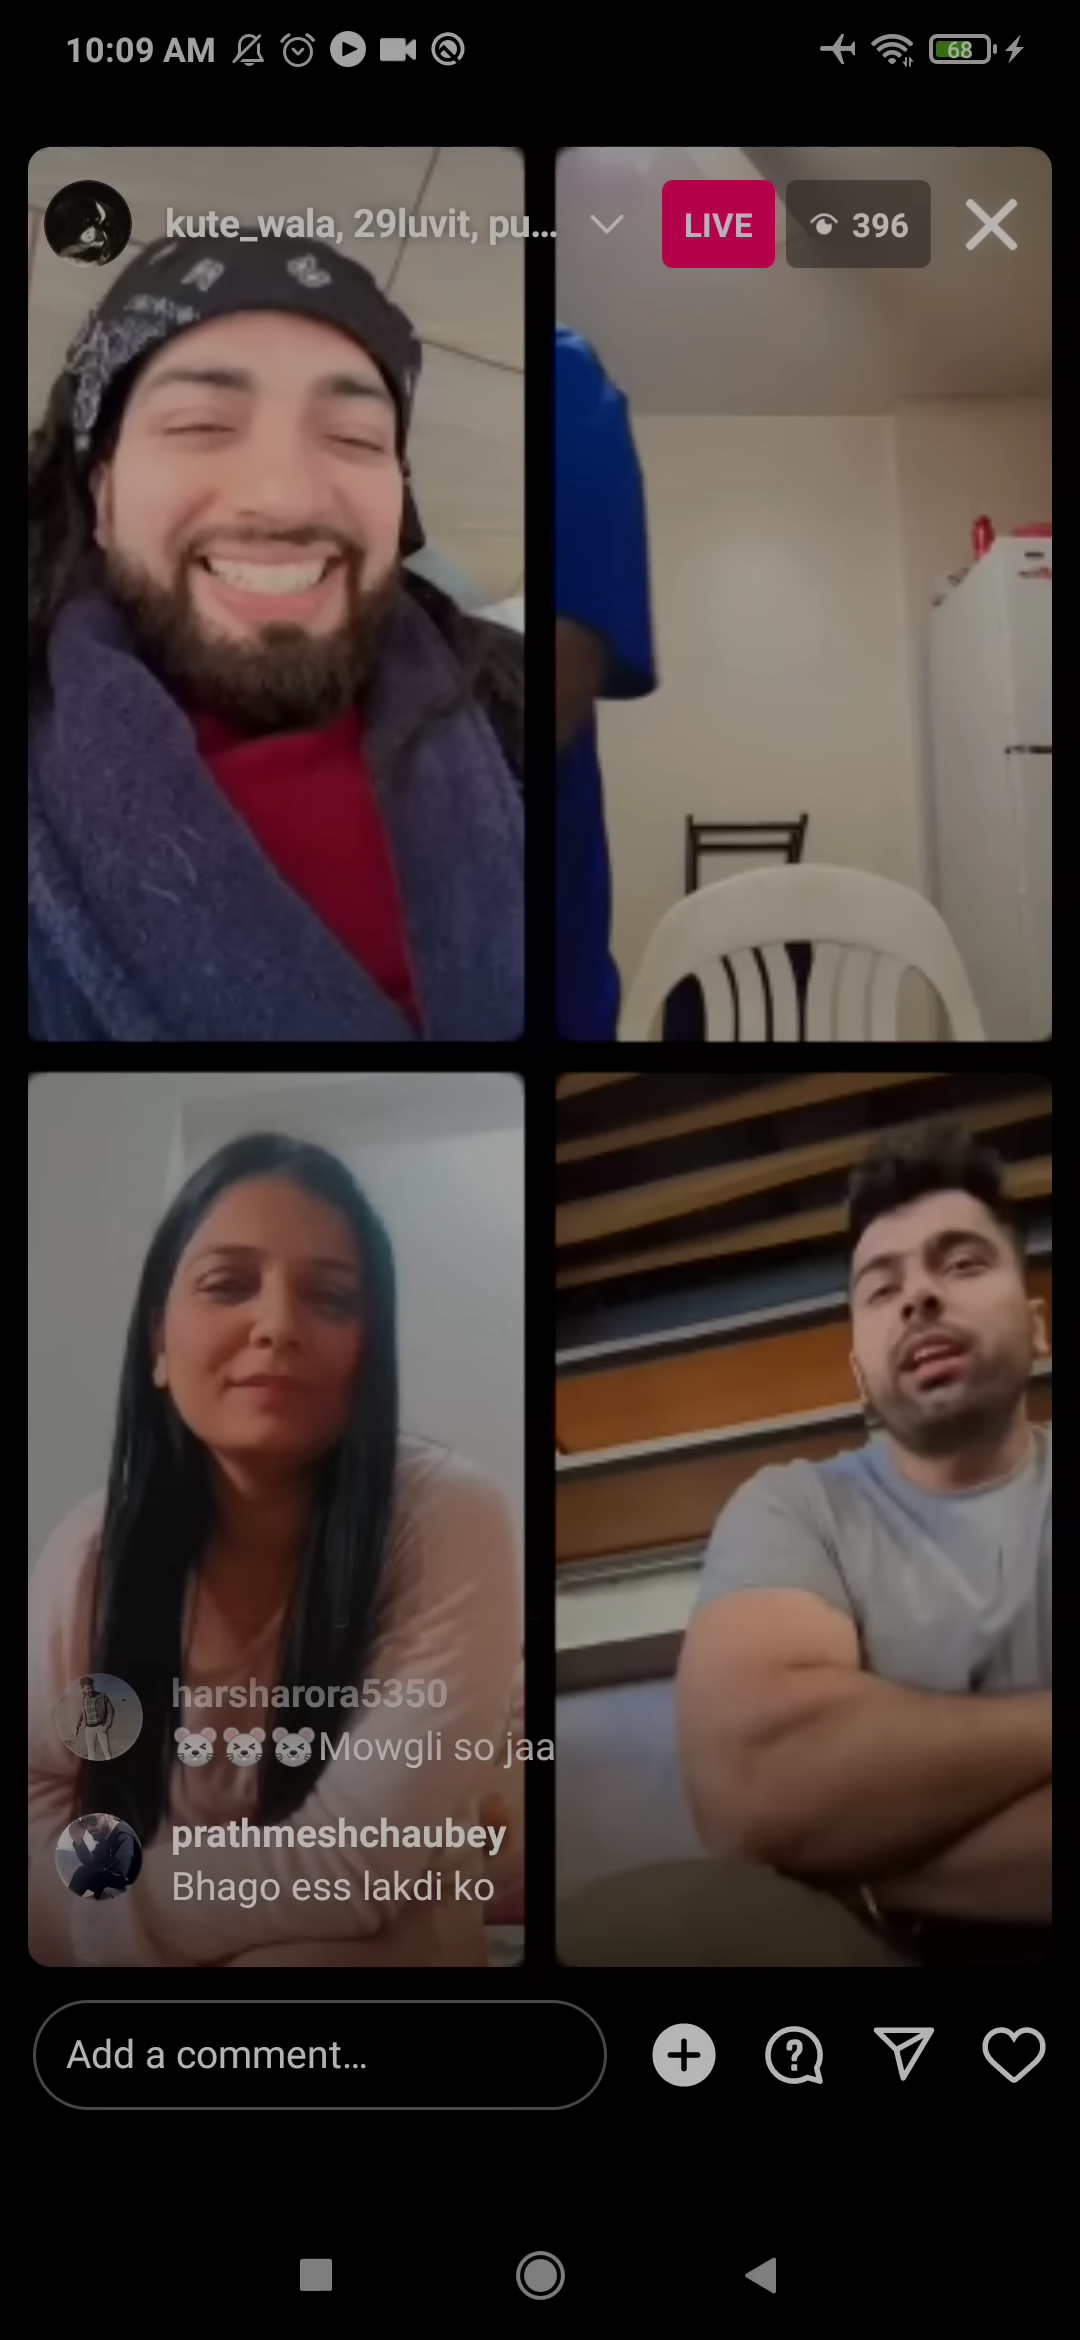 10:09 AM
68
kute_wala, 29luvit, pu...
LIVE
396
harsharora5350
🐭🐭🐭Mowgli so jaa
prathmeshchaubey
Bhago ess lakdi ko
Add a comment...